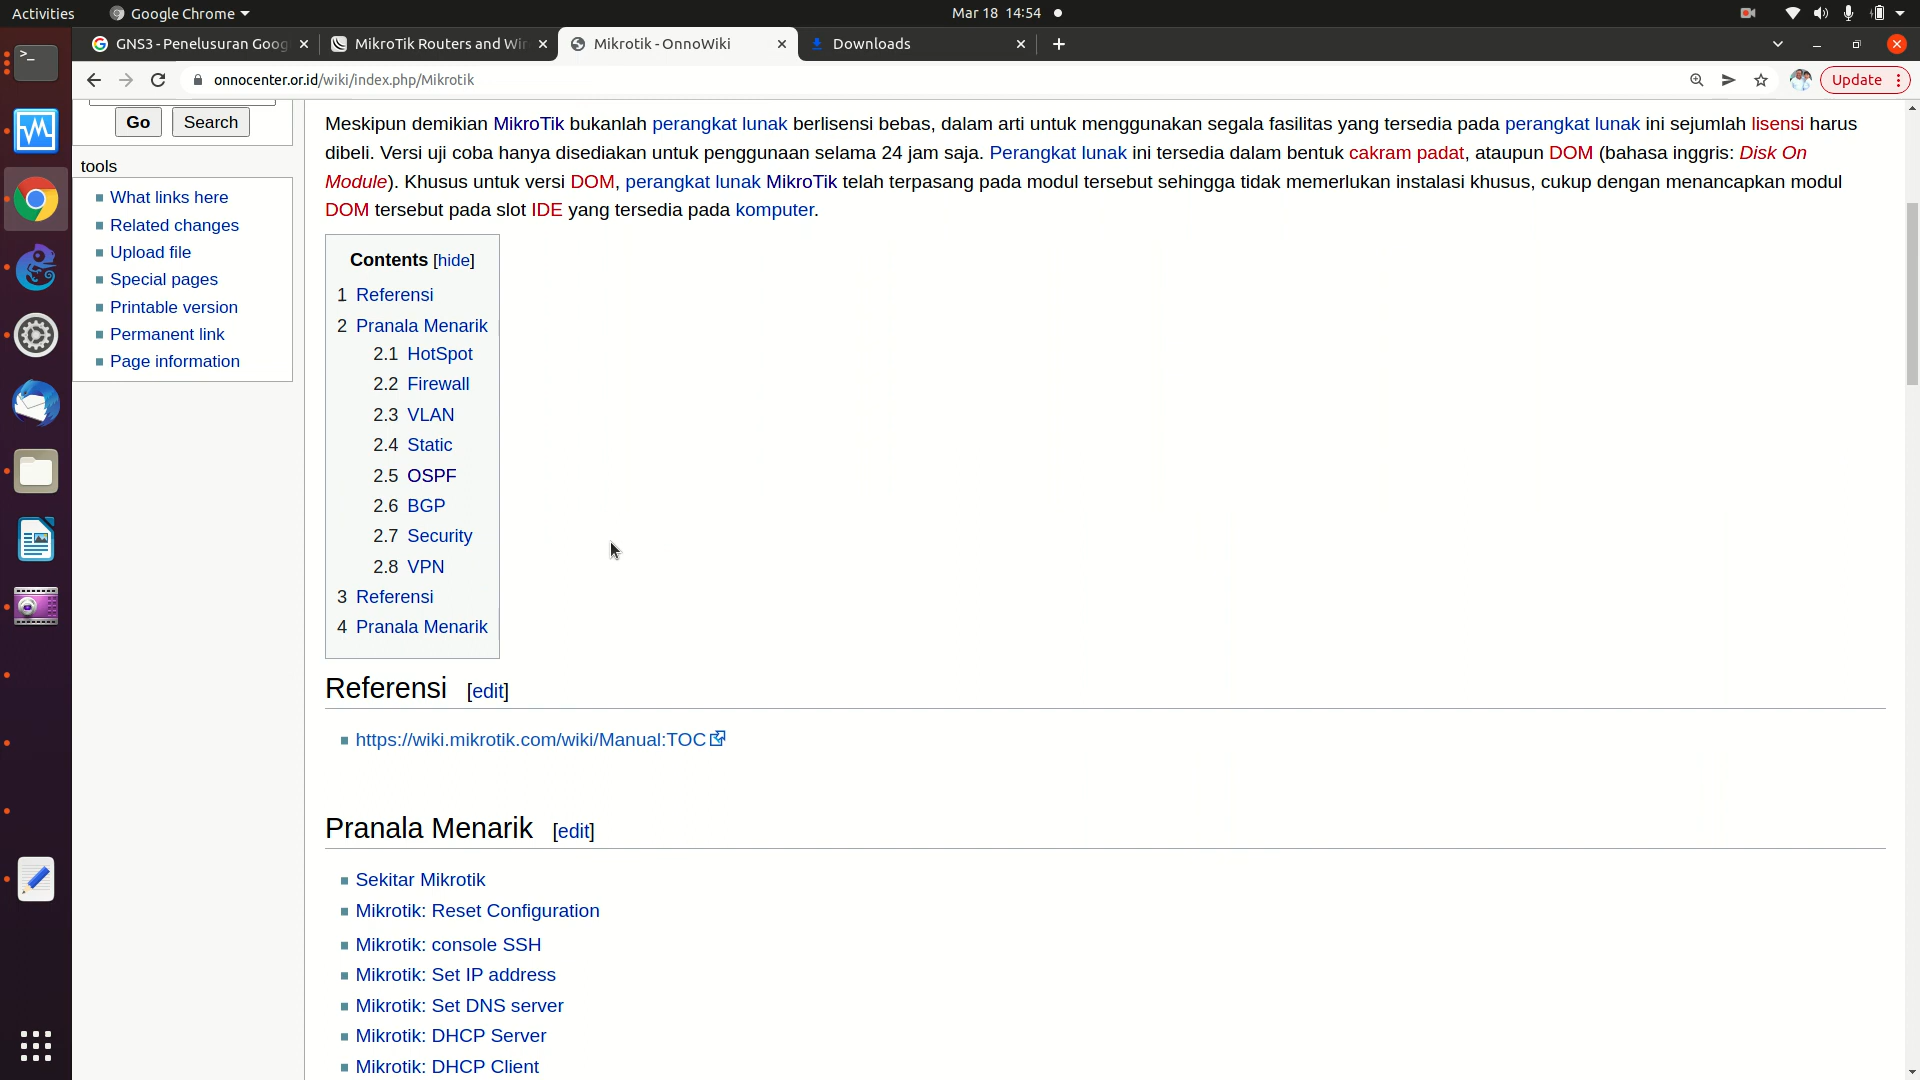 Activities
Google Chrome
Mar 18 14:54
GNS3 - Penelusuran Goog
MikroTik Routers and Wir
Mikrotik - OnnoWiki
Downloads
onnocenter.or.id/wiki/index.php/Mikrotik
Update
Go
Search
tools
What links here
Related changes
Upload file
Special pages
Printable version
Permanent link
Page information
Meskipun demikian MikroTik bukanlah perangkat lunak berlisensi bebas, dalam arti untuk menggunakan segala fasilitas yang tersedia pada perangkat lunak ini sejumlah lisensi harus
dibeli. Versi uji coba hanya disediakan untuk penggunaan selama 24 jam saja. Perangkat lunak ini tersedia dalam bentuk cakram padat, ataupun DOM (bahasa inggris: Disk On
Module). Khusus untuk versi DOM, perangkat lunak MikroTik telah terpasang pada modul tersebut sehingga tidak memerlukan instalasi khusus, cukup dengan menancapkan modul
DOM tersebut pada slot IDE yang tersedia pada komputer.
Contents [hide]
1 Referensi
2 Pranala Menarik
2.1 HotSpot
2.2 Firewall
2.3 VLAN
2.4 Static
2.5 OSPF
2.6 BGP
2.7 Security
2.8 VPN
3 Referensi
4 Pranala Menarik
Referensi [edit]
https://wiki.mikrotik.com/wiki/Manual:TOC
Pranala Menarik [edit]
Sekitar Mikrotik
Mikrotik: Reset Configuration
Mikrotik: console SSH
Mikrotik: Set IP address
Mikrotik: Set DNS server
Mikrotik: DHCP Server
Mikrotik: DHCP Client